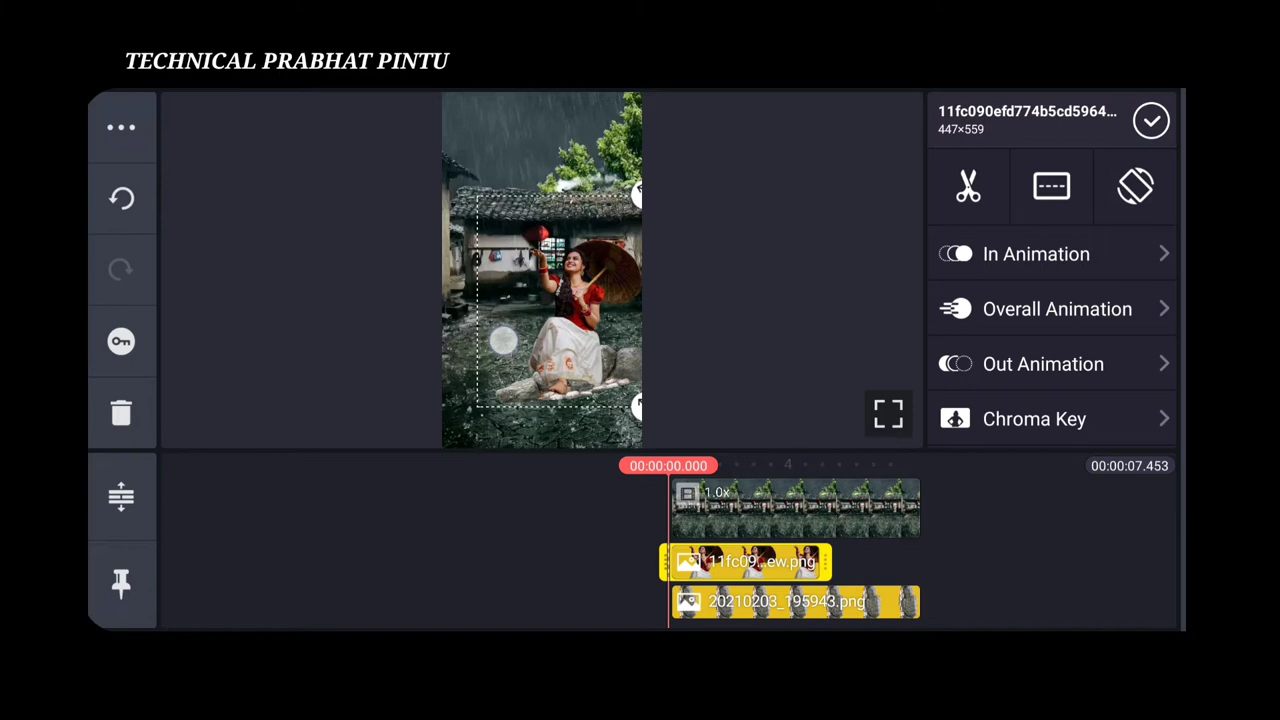 TECHNICAL PRABHAT PINTU
11fc090efd774b5cd5964...
447×559
In Animation
Overall Animation
Out Animation
Chroma Key
00:00:00.000
4
00:00:07.453
1.0x
11fc09...ew.png
20210203_195943.png